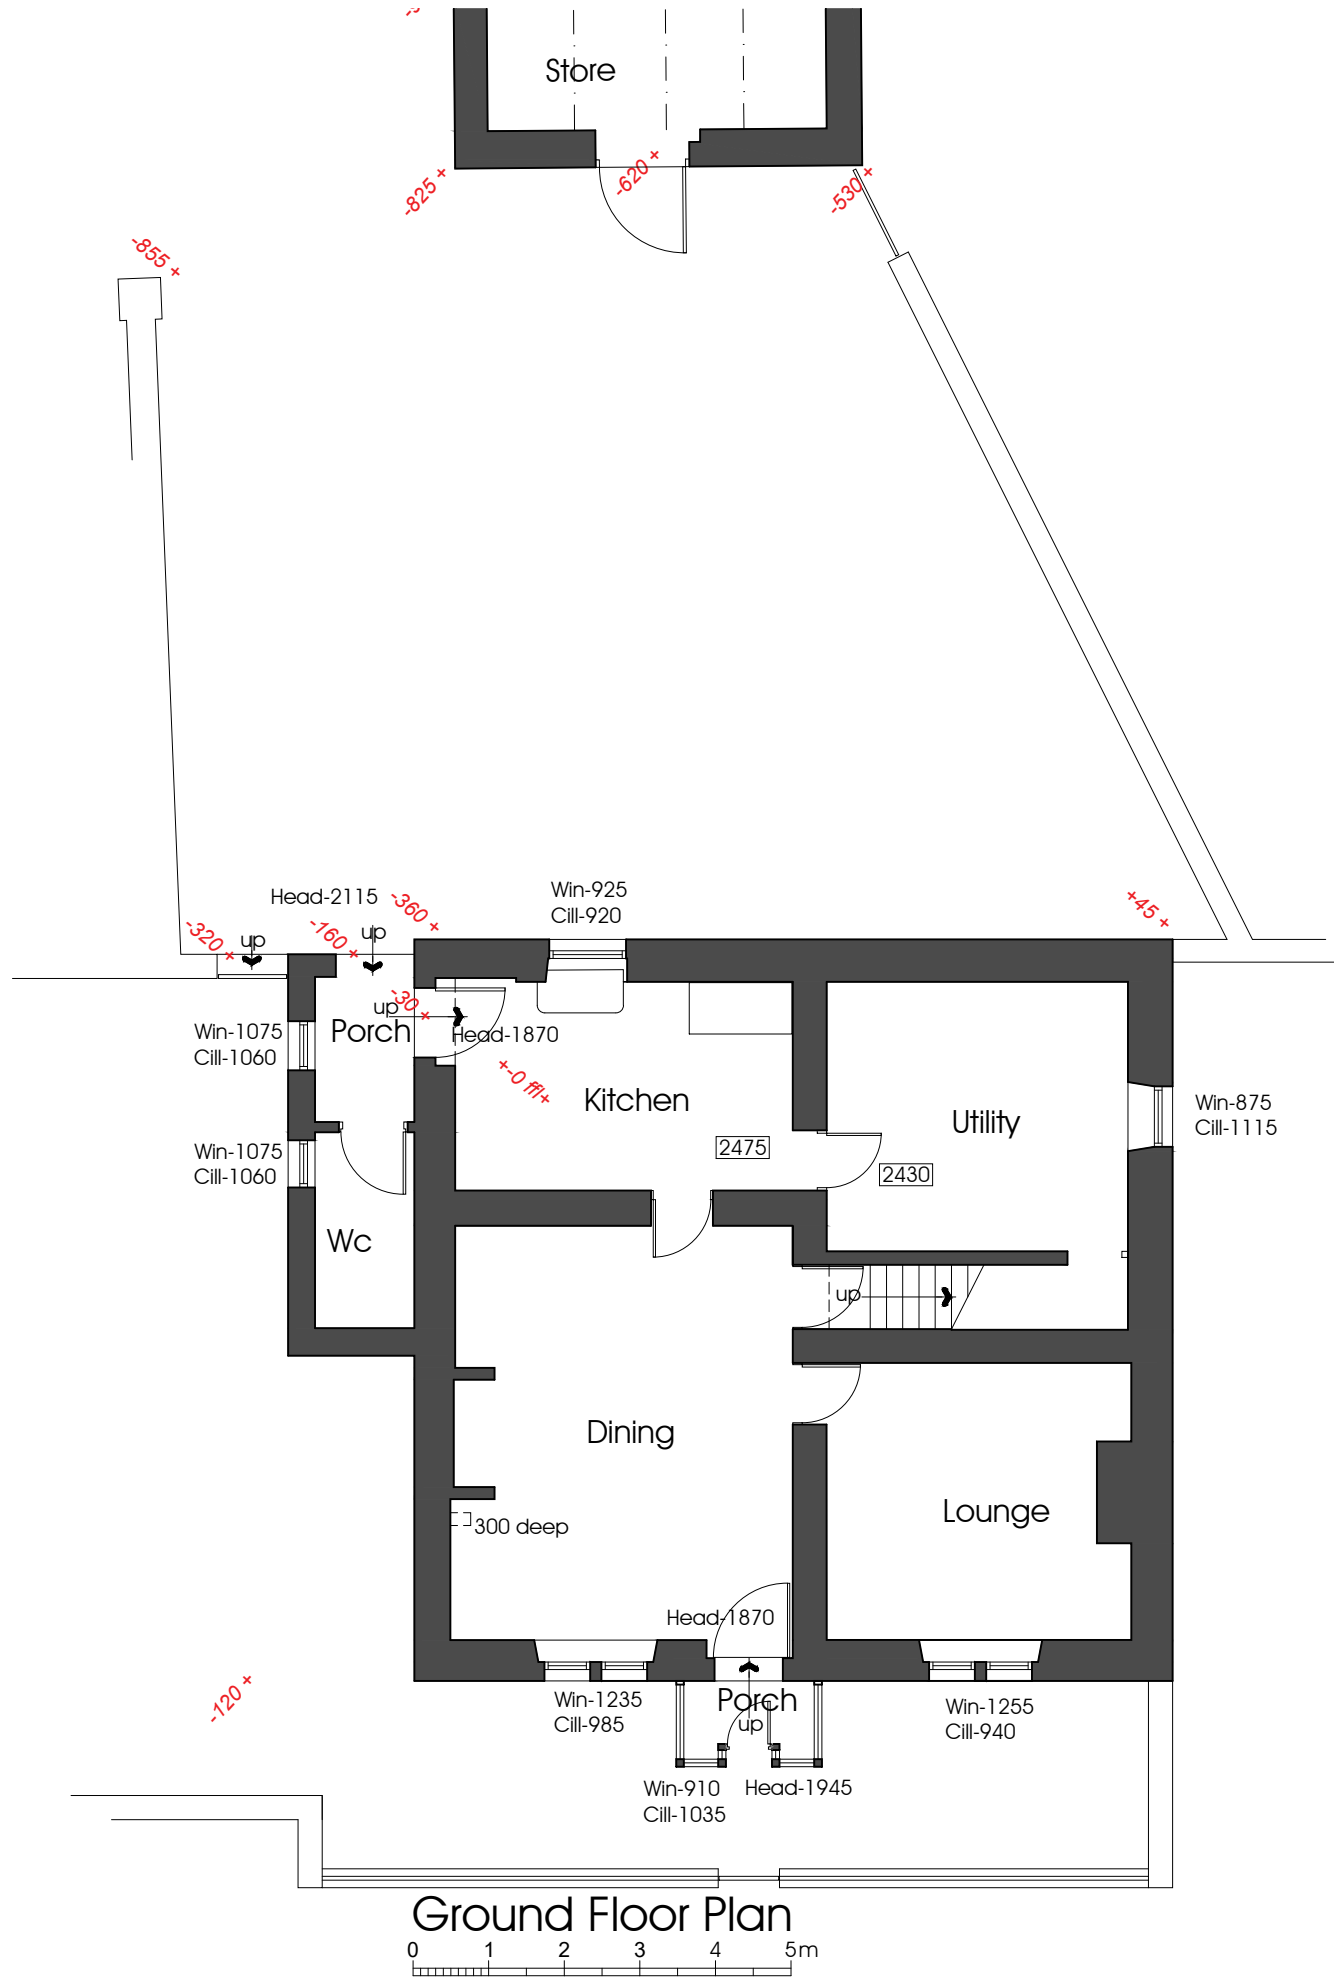 Store
-825 +
-620 +
-530 +
-855 +
Head-2115
-360 +
Win-925
Cill-920
+45 +
-320 +
up
-160 +
up
Win-1075
Cill-1060
Porch
up
-30 +
Head-1870
+-0 ffl+
Kitchen
Utility
Win-875
Cill-1115
2475
2430
Win-1075
Cill-1060
Wc
up
Dining
Lounge
300 deep
Head-1870
-120 +
Win-1235
Cill-985
Porch
up
Win-1255
Cill-940
Win-910
Cill-1035
Head-1945
Ground Floor Plan
0 1 2 3 4 5m